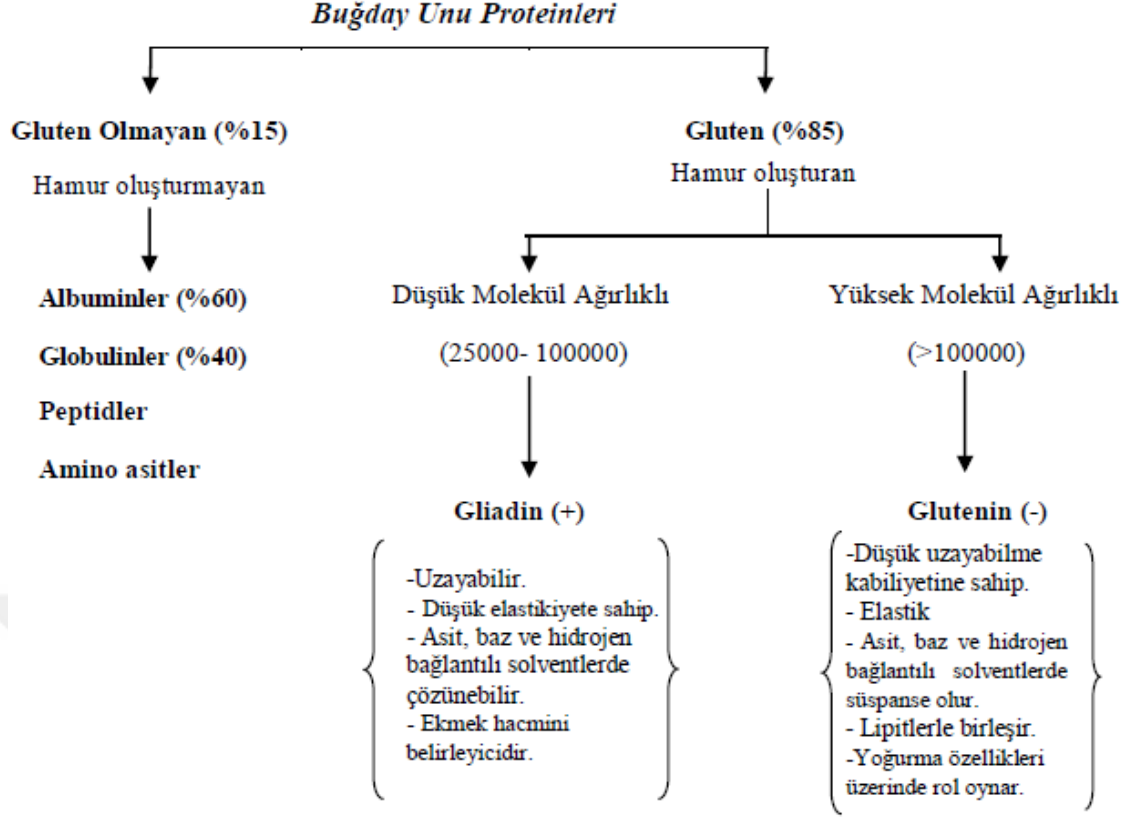 Buğday Unu Proteinleri
Gluten Olmayan (%15)
Hamur oluşturmayan
Albuminler (%60)
Globulinler (%40)
Peptidler
Amino asitler
Gluten (%85)
Hamur oluşturan
Düşük Molekül Ağırlıklı
(25000- 100000)
Gliadin (+)
-Uzayabilir.
- Düşük elastikiyete sahip.
- Asit, baz ve hidrojen
bağlantılı solventlerde
çözünebilir.
- Ekmek hacmini
belirleyicidir.
Yüksek Molekül Ağırlıklı
(>100000)
Glutenin (-)
-Düşük uzayabilme
kabiliyetine sahip.
- Elastik
- Asit, baz ve hidrojen
bağlantılı solventlerde
süspanse olur.
- Lipitlerle birleşir.
-Yoğurma özellikleri
üzerinde rol oynar.